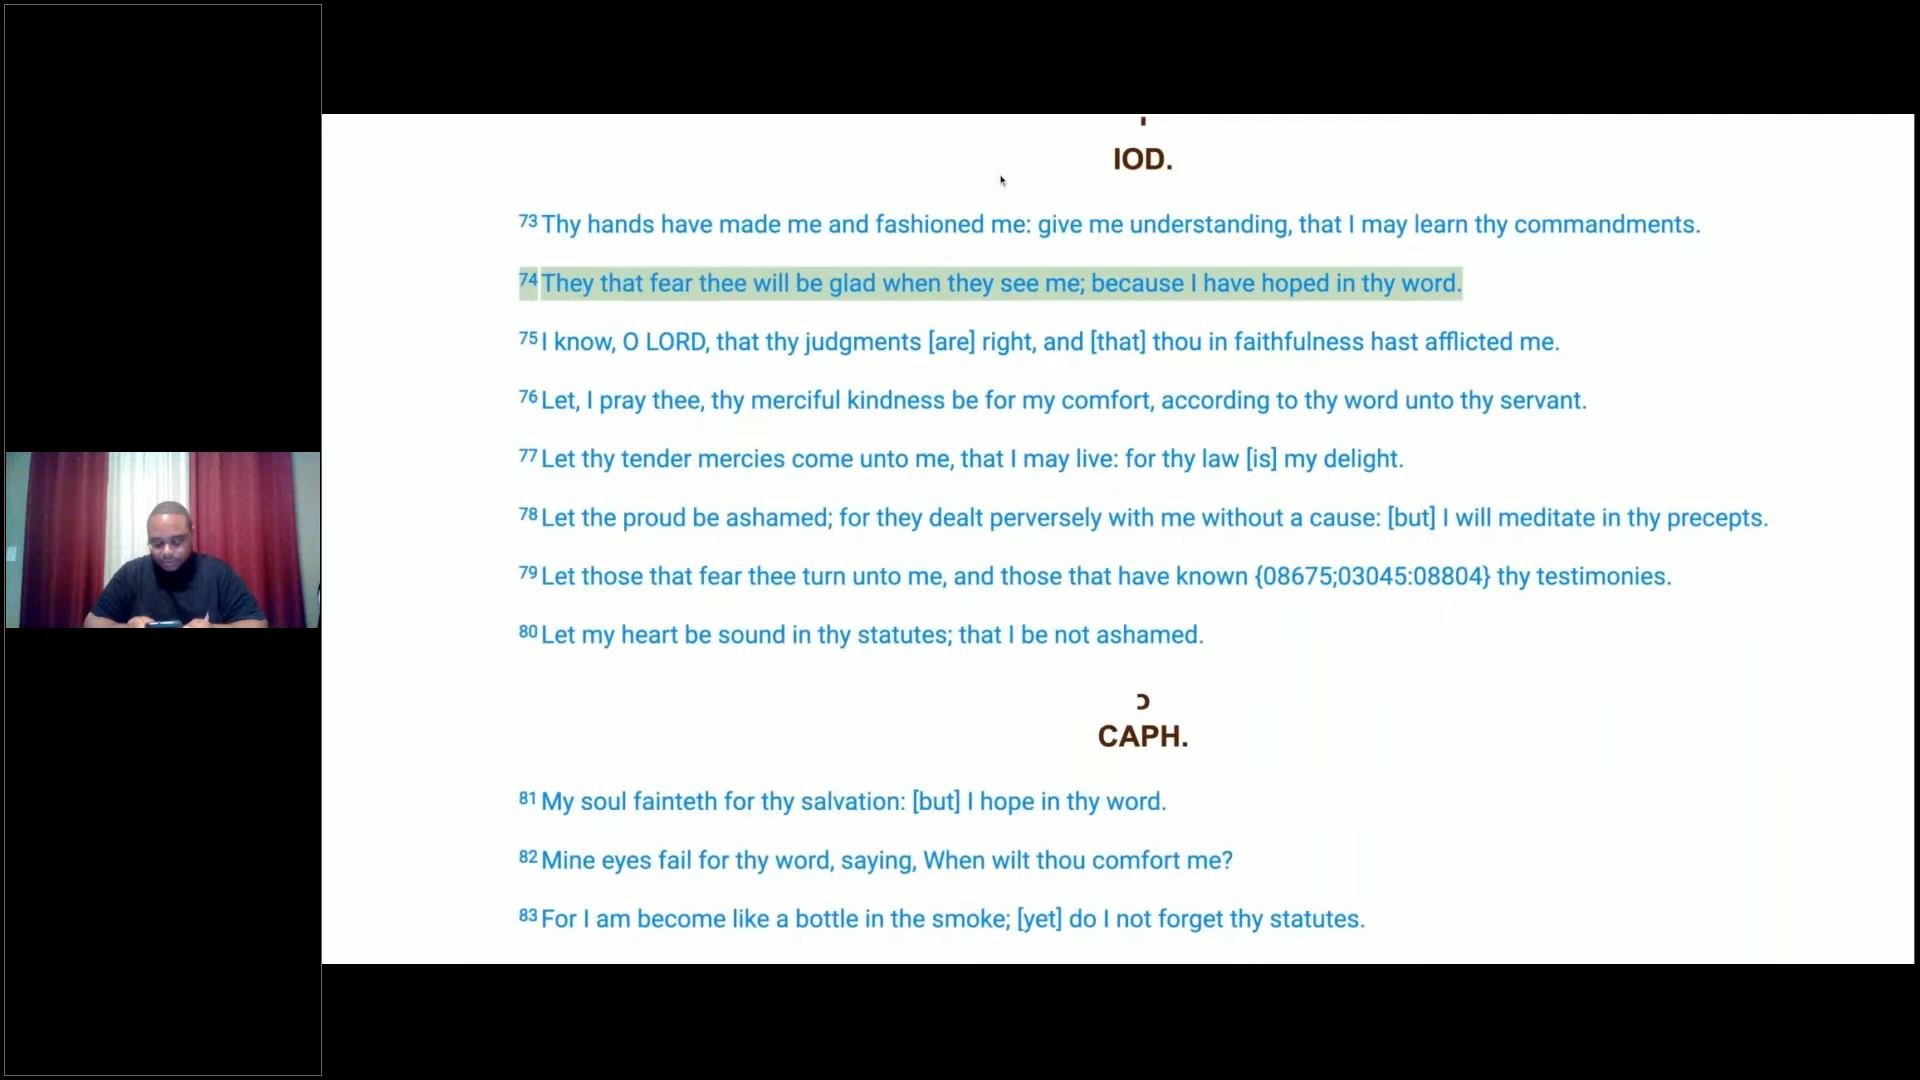 IOD.
73 Thy hands have made me and fashioned me: give me understanding, that I may learn thy commandments.
74 They that fear thee will be glad when they see me; because I have hoped in thy word.
75 I know, O LORD, that thy judgments [are] right, and [that] thou in faithfulness hast afflicted me.
76 Let, I pray thee, thy merciful kindness be for my comfort, according to thy word unto thy servant.
77 Let thy tender mercies come unto me, that I may live: for thy law [is] my delight.
78 Let the proud be ashamed; for they dealt perversely with me without a cause: [but] I will meditate in thy precepts.
79 Let those that fear thee turn unto me, and those that have known {08675;03045:08804} thy testimonies.
80 Let my heart be sound in thy statutes; that I be not ashamed.
כ
CAPH.
81 My soul fainteth for thy salvation: [but] I hope in thy word.
82 Mine eyes fail for thy word, saying, When wilt thou comfort me?
83 For I am become like a bottle in the smoke; [yet] do I not forget thy statutes.